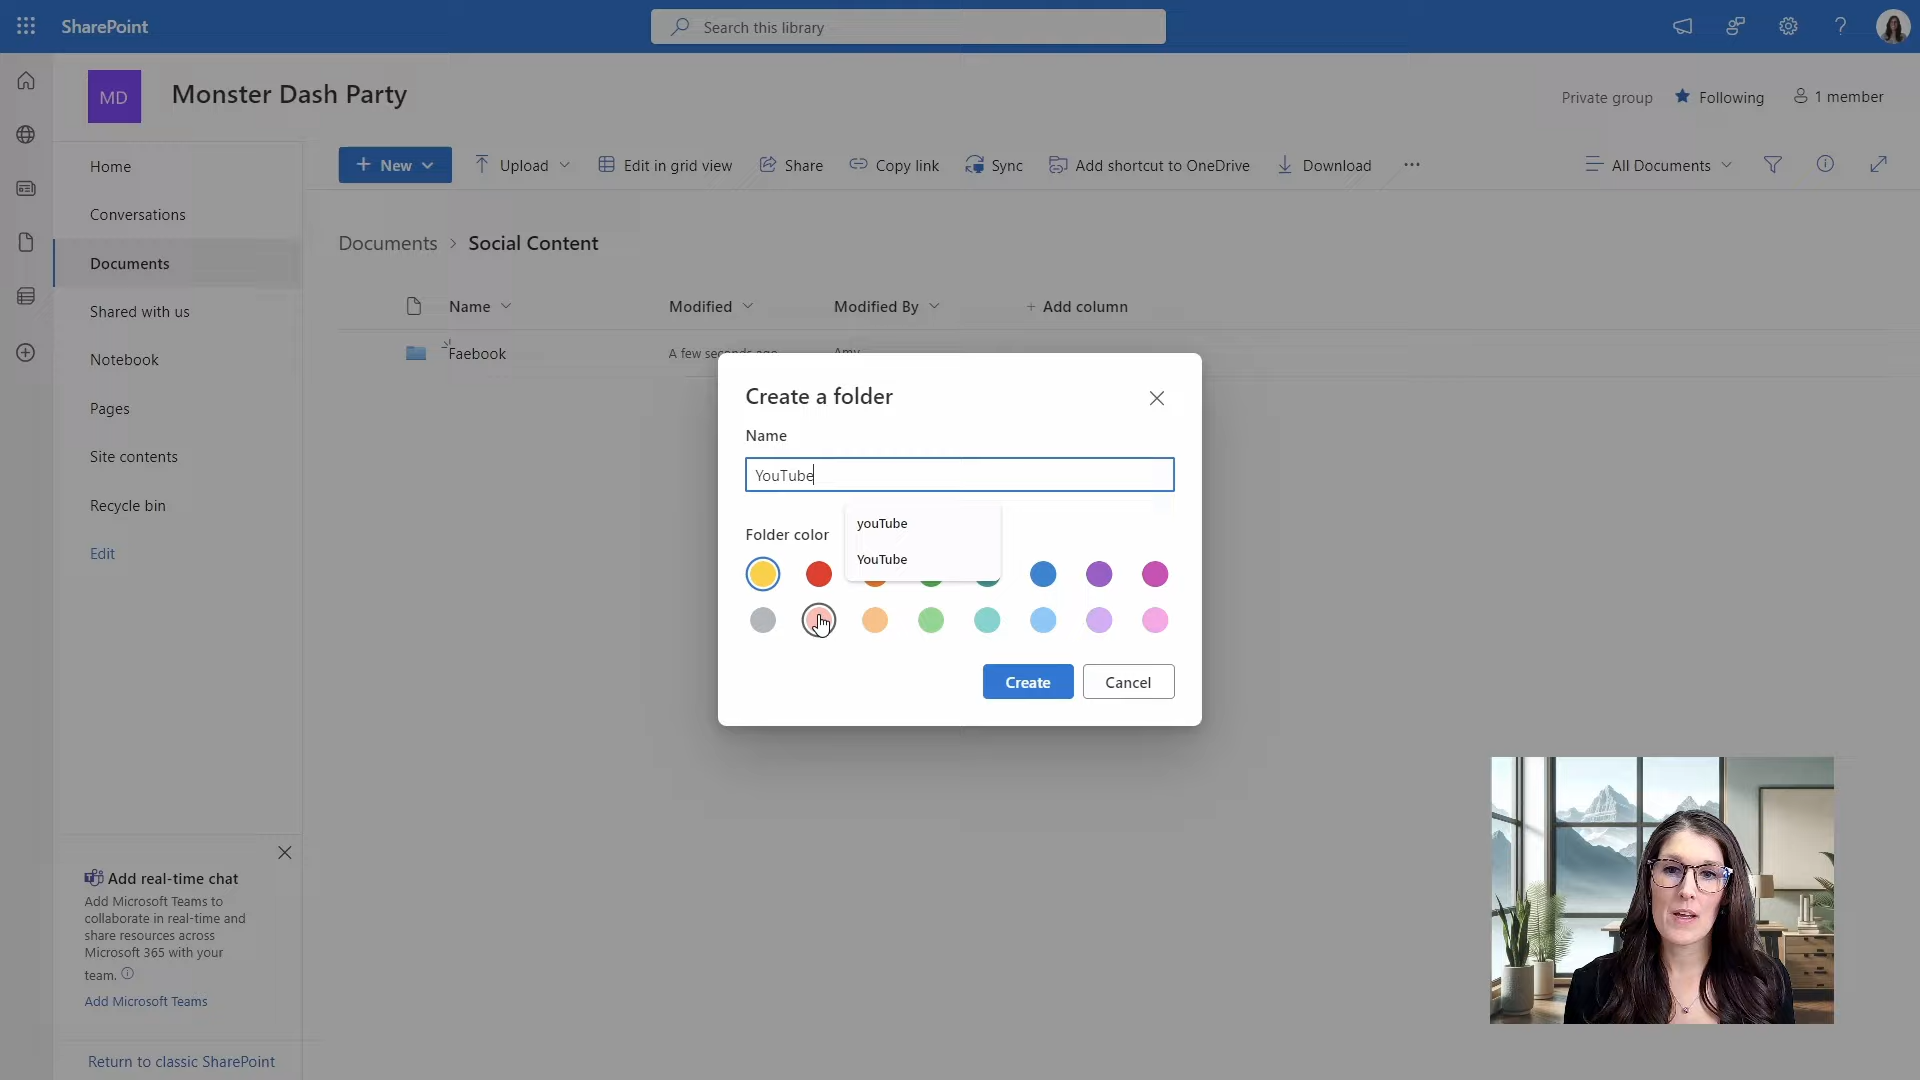 SharePoint
Search this library
MD
Monster Dash Party
Private group
Following
1 member
Home
Conversations
Documents
Shared with us
Notebook
Pages
Site contents
Recycle bin
Edit
+ New
Upload
Edit in grid view
Share
Copy link
Sync
Add shortcut to OneDrive
Download
...
All Documents
Documents > Social Content
Name
Modified
Modified By
+ Add column
Faebook
A few seconds ago
Amy
Create a folder
Name
YouTube
youTube
YouTube
Folder color
Create
Cancel
Add real-time chat
Add Microsoft Teams to
collaborate in real-time and
share resources across
Microsoft 365 with your
team.
Add Microsoft Teams
Return to classic SharePoint